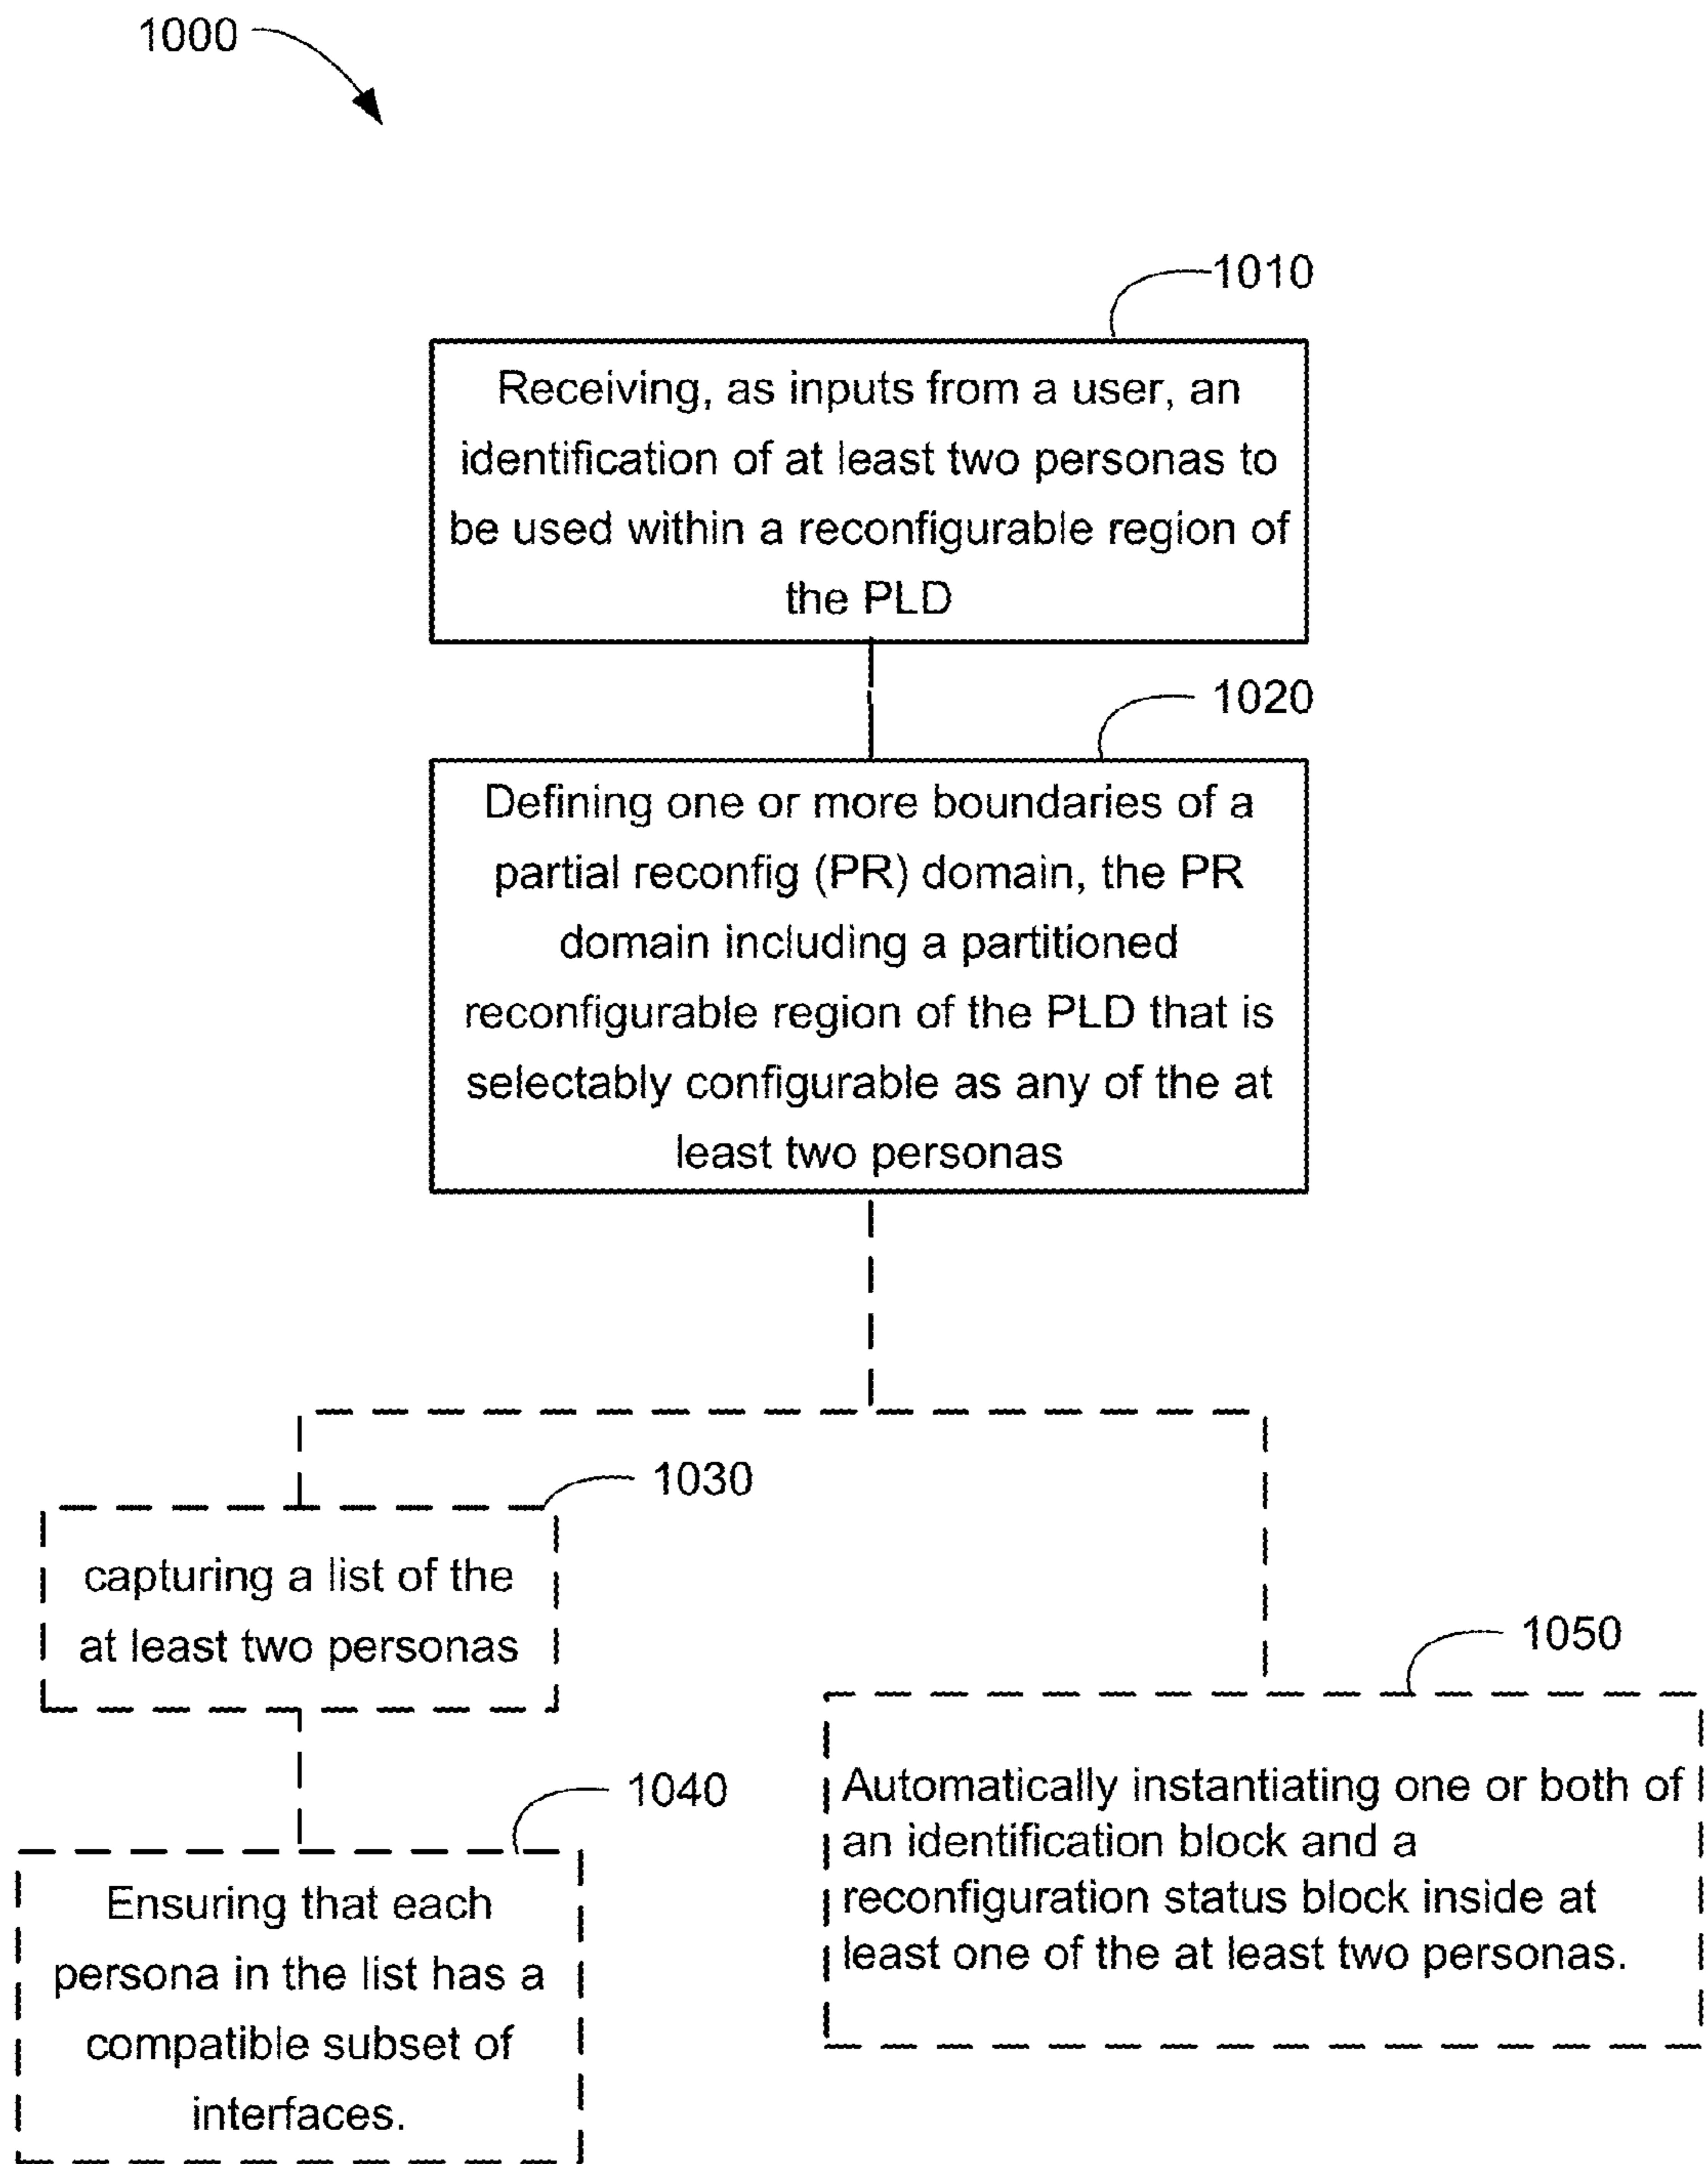 1000
1010
Receiving, as inputs from a user, an
identification of at least two personas to
be used within a reconfigurable region of
the PLD
1020
Defining one or more boundaries of a
partial reconfig (PR) domain, the PR
domain including a partitioned
reconfigurable region of the PLD that is
selectably configurable as any of the at
least two personas
1030
capturing a list of the
at least two personas
1040
Ensuring that each
persona in the list has a
compatible subset of
interfaces.
1050
Automatically instantiating one or both of
an identification block and a
reconfiguration status block inside at
least one of the at least two personas.